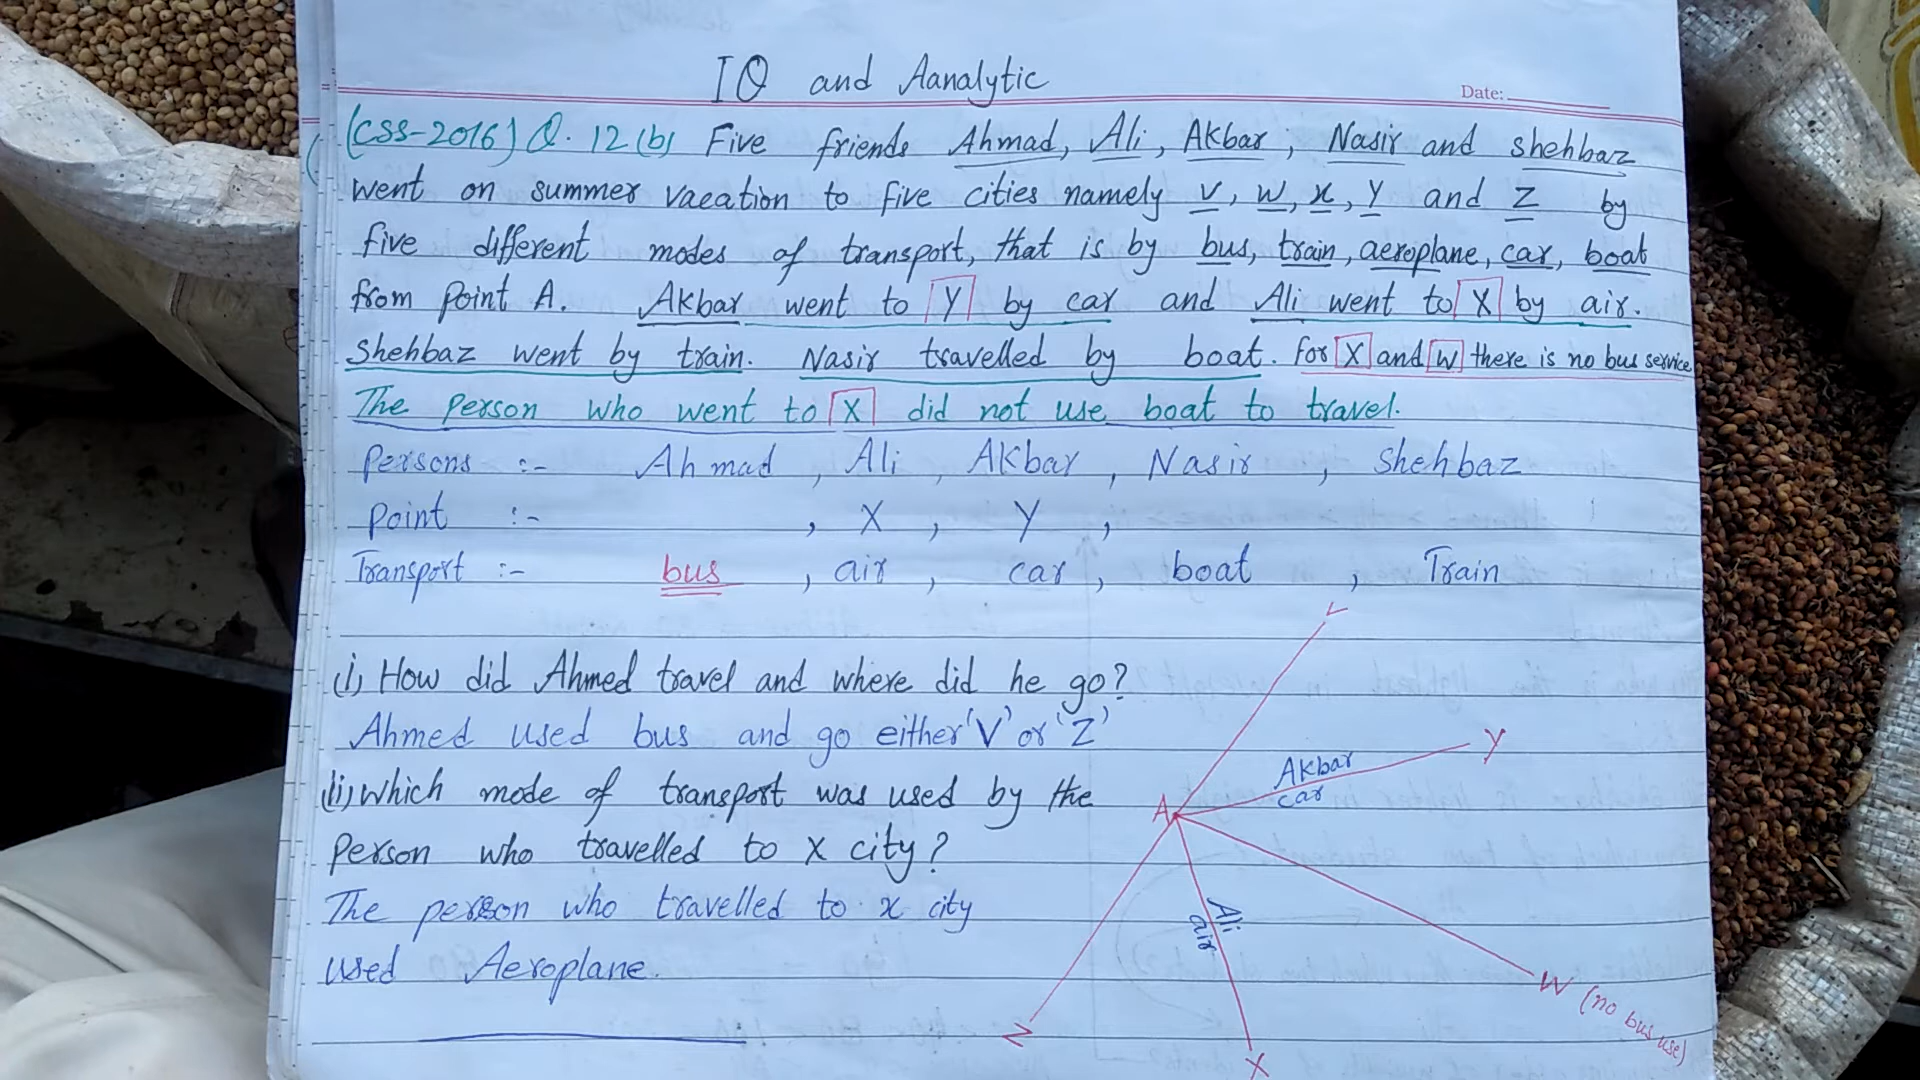 IQ and Aanalytic
Date:
(CSS-2016) Q. 12 (b) Five friends Ahmad, Ali, Akbar, Nasir and shehbaz
went on summer vacation to five cities namely V, W, x, Y and Z by
five different modes of transport, that is by bus, train, aeroplane, car, boat
from point A. Akbar went to Y by car and Ali went to X by air.
Shehbaz went by train. Nasir travelled by boat. for X and W there is no bus service
The person who went to X did not use boat to travel.
Persons :- Ahmad, Ali, Akbar, Nasir, Shehbaz
Point :- , X, Y,
Transport :- bus, air, car, boat, Train
(i) How did Ahmed travel and where did he go?
Ahmed used bus and go either 'V' or 'Z'
(ii) which mode of transport was used by the
person who travelled to X city?
The person who travelled to x city
used Aeroplane.
Y
Akbar
car
A
Ali
air
W (no bus use)
Z
X